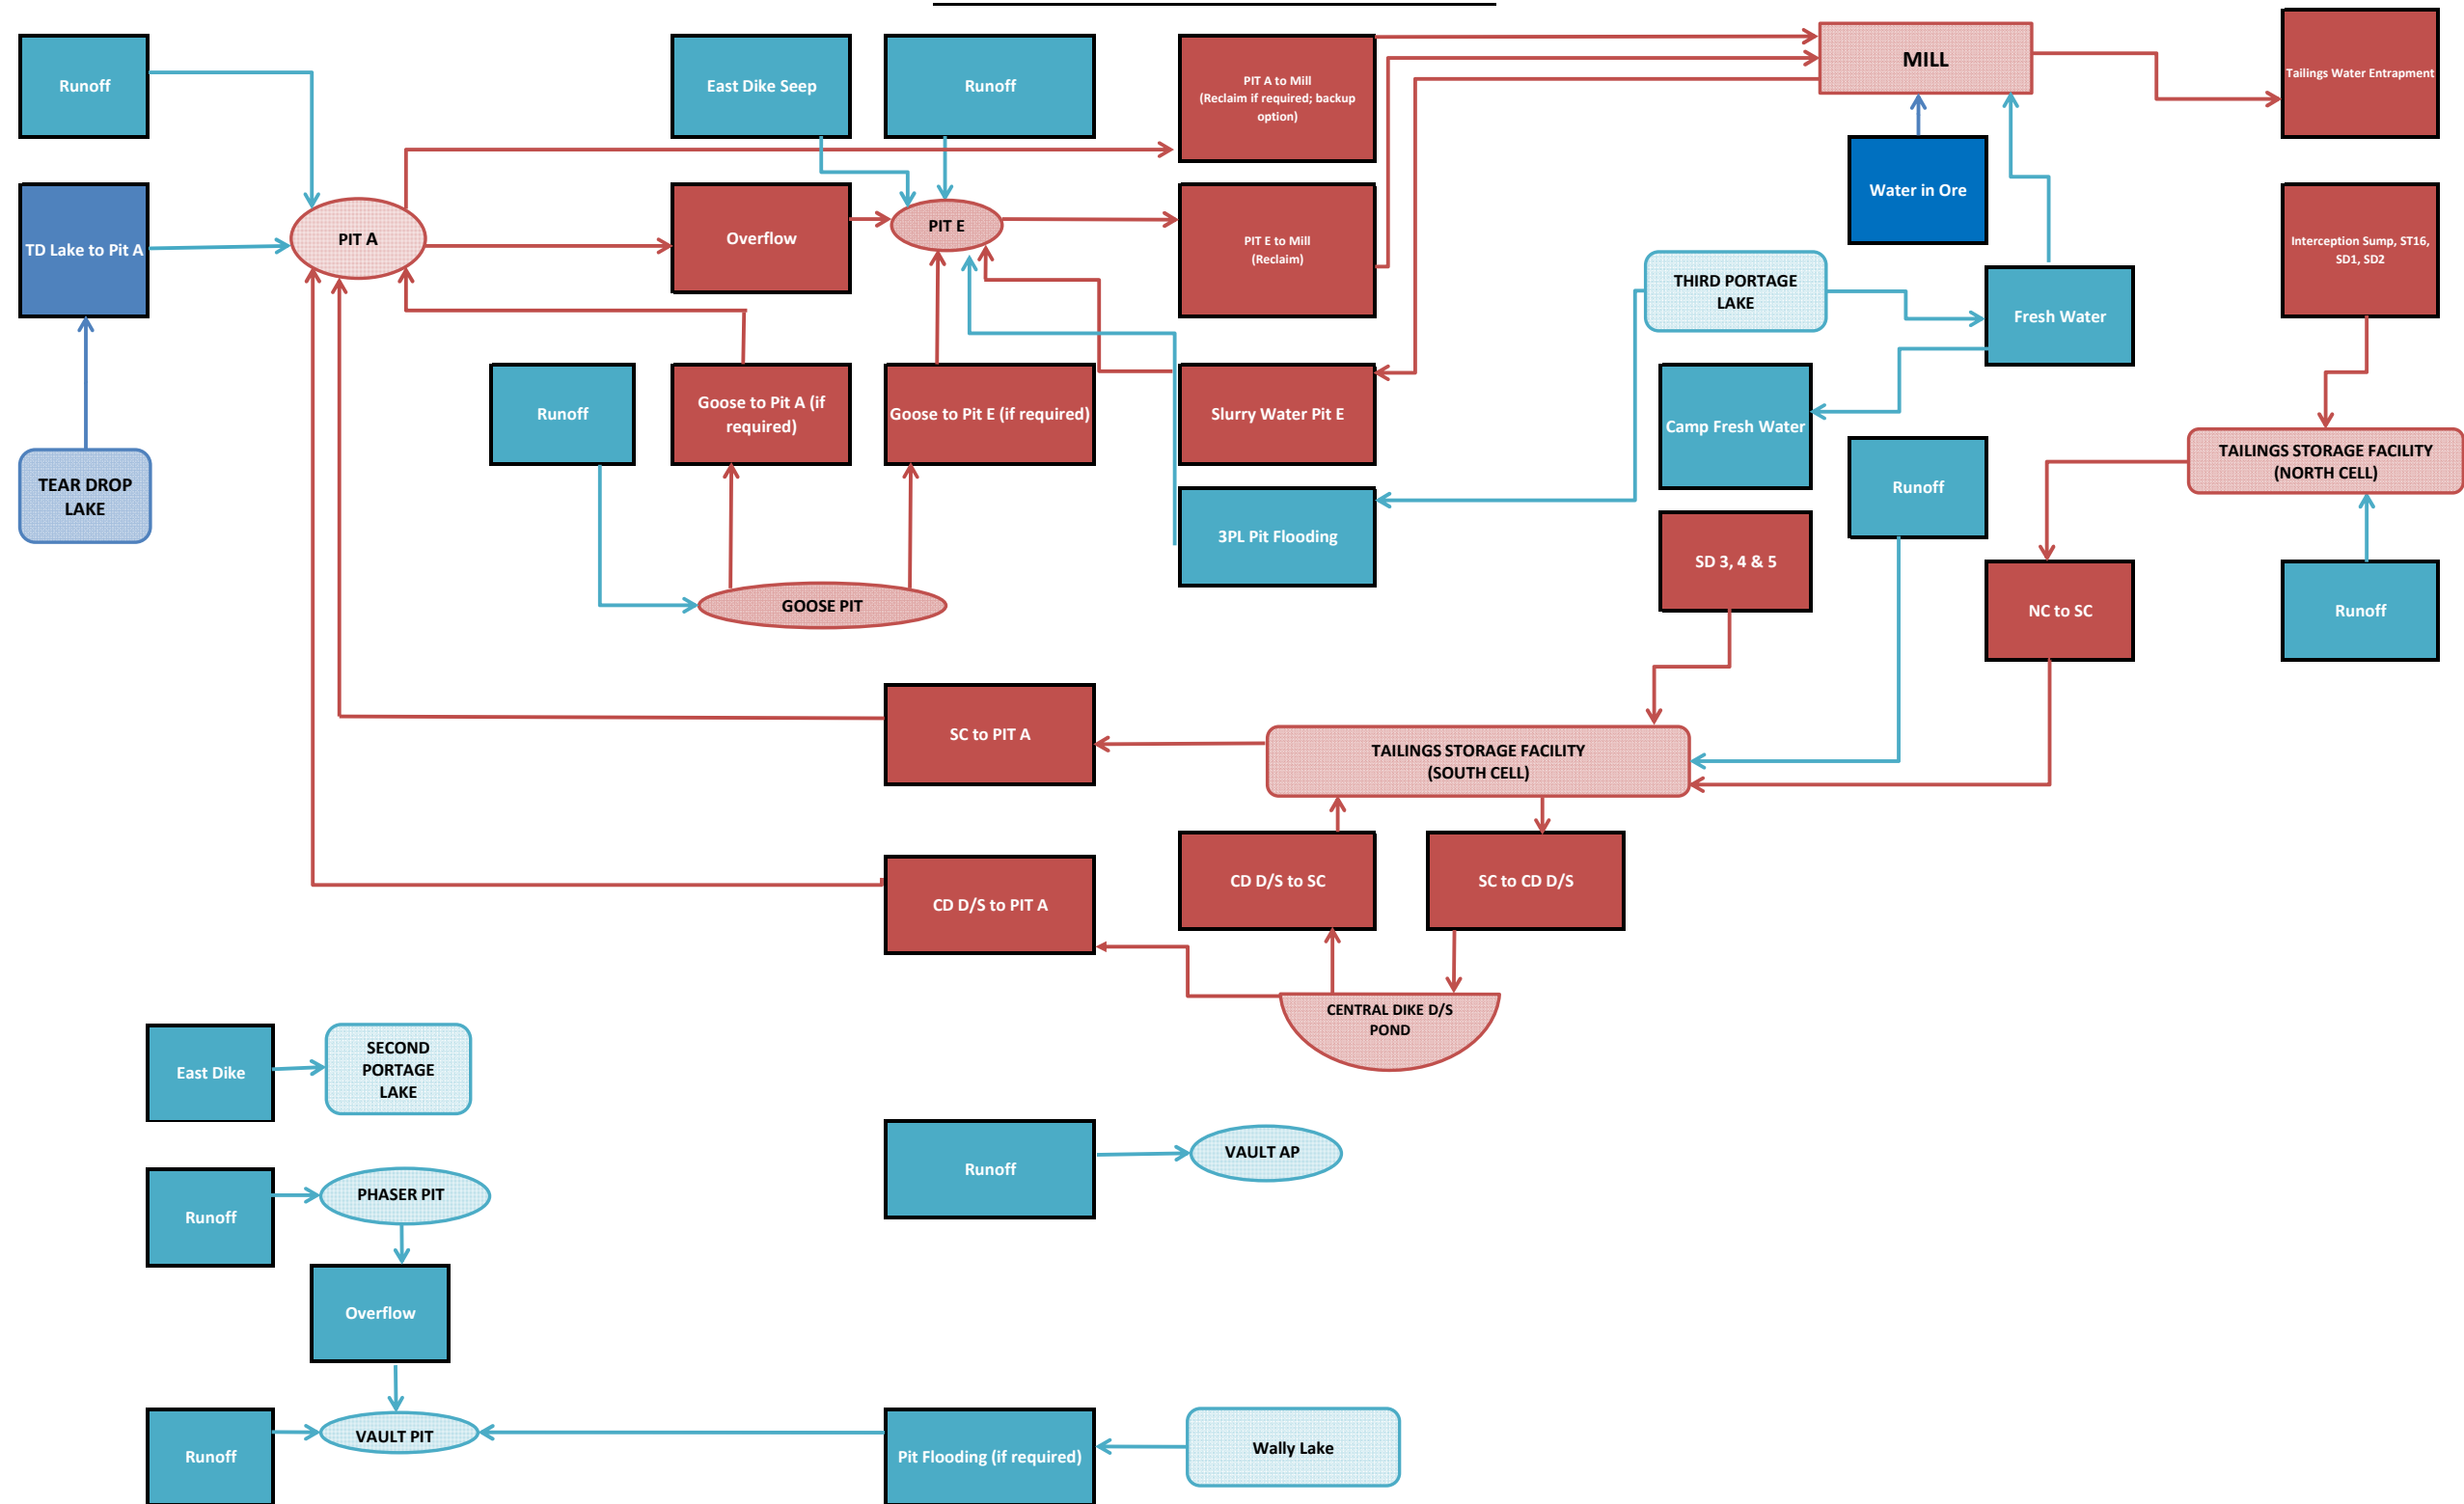 Runoff
East Dike Seep
Runoff
PIT A to Mill
(Reclaim if required; backup
option)
MILL
Tailings Water Entrapment
TD Lake to Pit A
PIT A
Overflow
PIT E
PIT E to Mill
(Reclaim)
Water in Ore
Interception Sump, ST16,
SD1, SD2
THIRD PORTAGE
LAKE
Fresh Water
Runoff
Goose to Pit A (if
required)
Goose to Pit E (if required)
Slurry Water Pit E
Camp Fresh Water
TEAR DROP
LAKE
Runoff
TAILINGS STORAGE FACILITY
(NORTH CELL)
3PL Pit Flooding
SD 3, 4 & 5
GOOSE PIT
NC to SC
Runoff
SC to PIT A
TAILINGS STORAGE FACILITY
(SOUTH CELL)
CD D/S to PIT A
CD D/S to SC
SC to CD D/S
CENTRAL DIKE D/S
POND
East Dike
SECOND
PORTAGE
LAKE
Runoff
VAULT AP
Runoff
PHASER PIT
Overflow
Runoff
VAULT PIT
Pit Flooding (if required)
Wally Lake